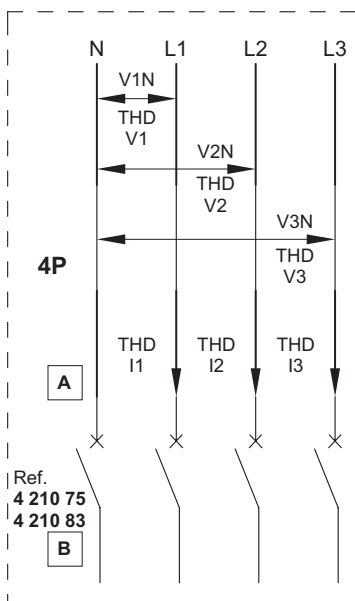 N L1 L2 L3
V1N
THD
V1
V2N
THD
V2
V3N
THD
V3
4P
THD THD THD
I1 I2 I3
A
Ref.
4 210 75
4 210 83
B